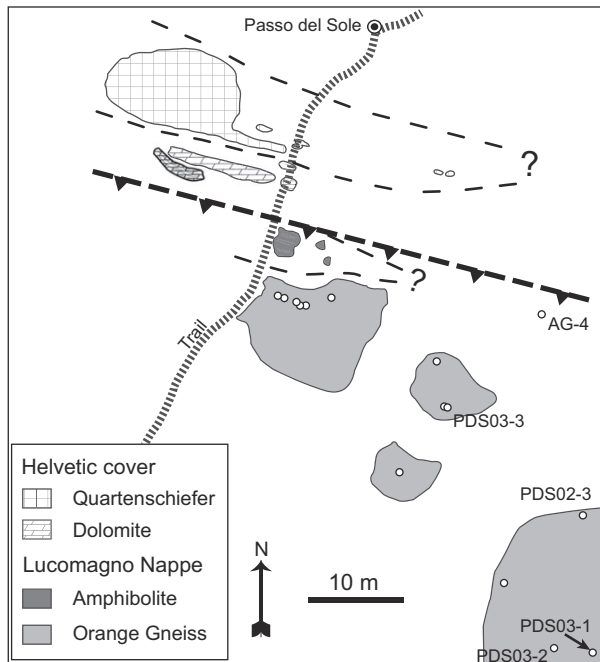 Passo del Sole
?
AG-4
?
Trail
PDS03-3
PDS02-3
PDS03-1
PDS03-2
Helvetic cover
Quartenschiefer
Dolomite
Lucomagno Nappe
Amphibolite
Orange Gneiss
N
10 m